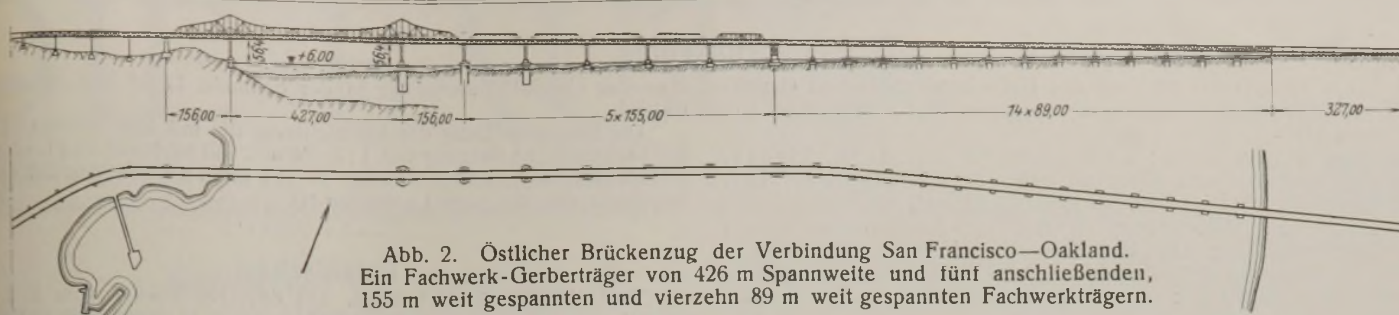 +6,00
156,00 427,00 156,00 5×155,00 14×89,00 327,00
Abb. 2. Östlicher Brückenzug der Verbindung San Francisco—Oakland.
Ein Fachwerk-Gerberträger von 426 m Spannweite und fünf anschließenden,
155 m weit gespannten und vierzehn 89 m weit gespannten Fachwerkträgern.